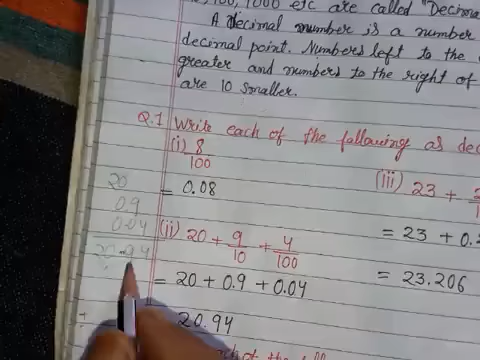 100, 1000 etc are called "Decima
A decimal number is a number
decimal point. Numbers left to the
greater and numbers to the right of
are 10 smaller.
Q.1 Write each of the following as dec
(i) 8/100
= 0.08
(ii) 20 + 9/10 + 4/100
= 20 + 0.9 + 0.04
20.94
(iii) 23 +
= 23 + 0.
= 23.206
20
0.9
0.04
20.94